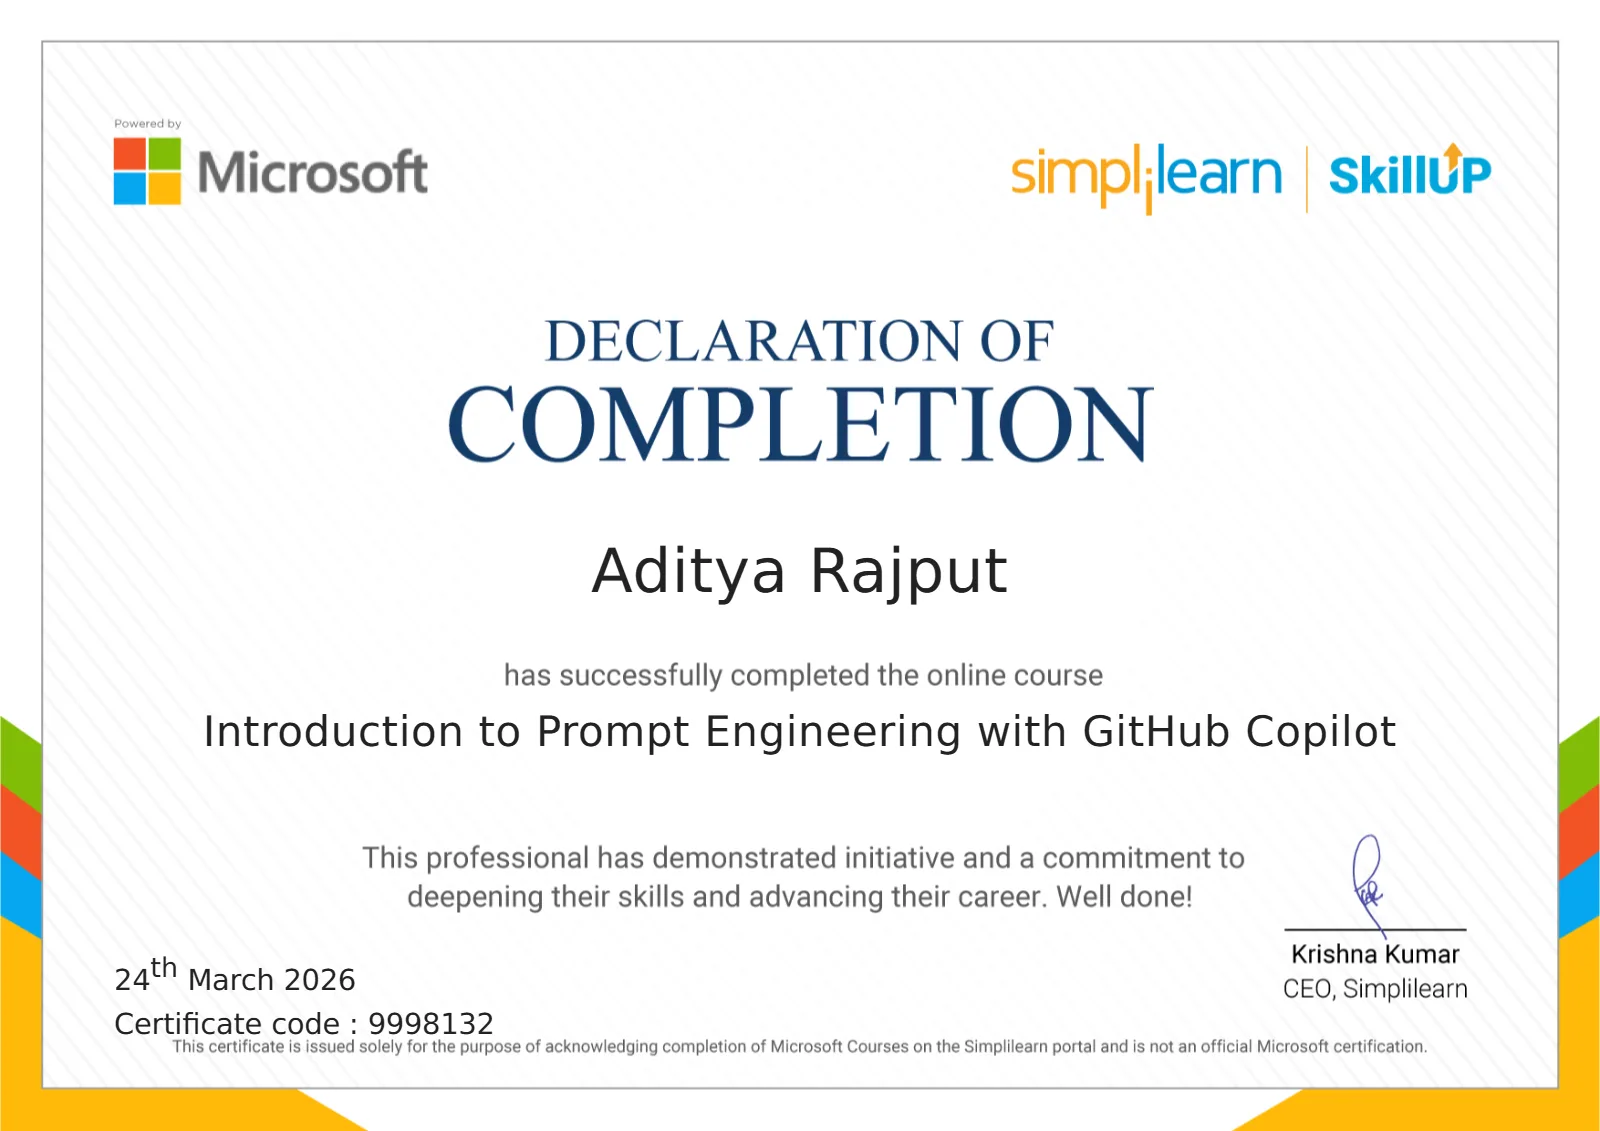 Powered by
Microsoft
simplilearn | SkillUP
DECLARATION OF
COMPLETION
Aditya Rajput
has successfully completed the online course
Introduction to Prompt Engineering with GitHub Copilot
This professional has demonstrated initiative and a commitment to
deepening their skills and advancing their career. Well done!
Krishna Kumar
CEO, Simplilearn
24th March 2026
Certificate code : 9998132
This certificate is issued solely for the purpose of acknowledging completion of Microsoft Courses on the Simplilearn portal and is not an official Microsoft certification.